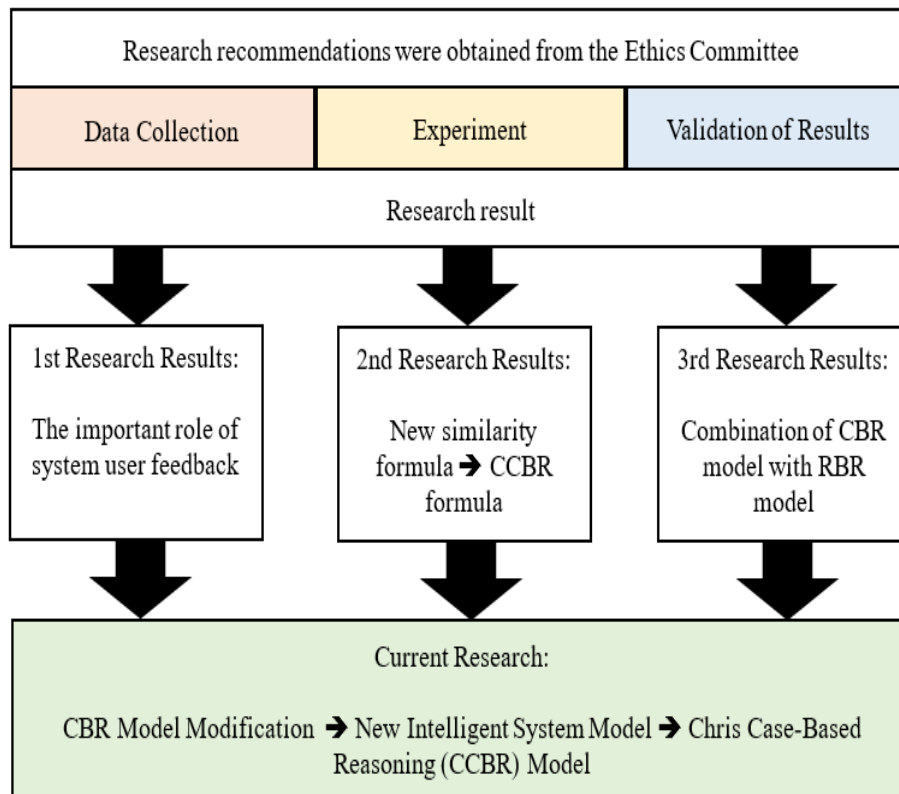 Research recommendations were obtained from the Ethics Committee
Data Collection
Experiment
Validation of Results
Research result
1st Research Results:
The important role of
system user feedback
2nd Research Results:
New similarity
formula ➔ CCBR
formula
3rd Research Results:
Combination of CBR
model with RBR
model
Current Research:
CBR Model Modification ➔ New Intelligent System Model ➔ Chris Case-Based
Reasoning (CCBR) Model